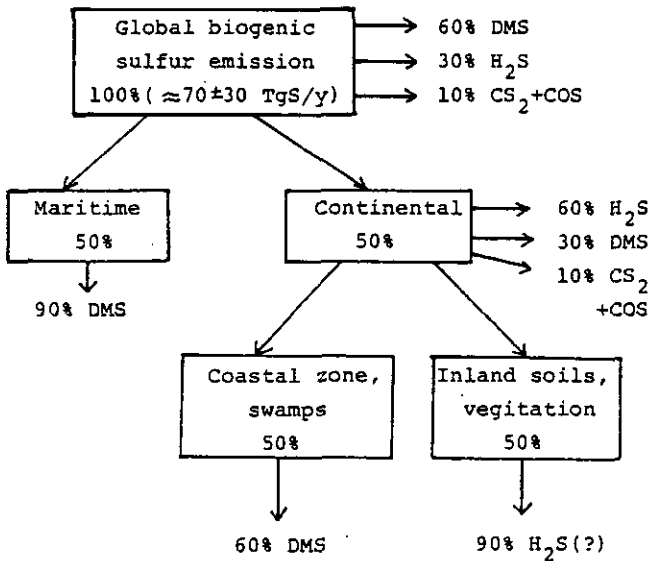 Global biogenic
sulfur emission
100%(≈70±30 TgS/y)
60% DMS
30% H₂S
10% CS₂+COS
Maritime
50%
90% DMS
Continental
50%
60% H₂S
30% DMS
10% CS₂
+COS
Coastal zone,
swamps
50%
60% DMS
Inland soils,
vegitation
50%
90% H₂S(?)